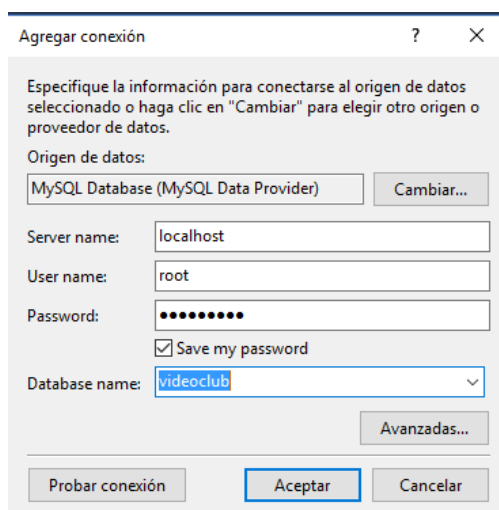 Agregar conexión ? ×
Especifique la información para conectarse al origen de datos
seleccionado o haga clic en "Cambiar" para elegir otro origen o
proveedor de datos.
Origen de datos:
MySQL Database (MySQL Data Provider) Cambiar...
Server name: localhost
User name: root
Password: ●●●●●●●●●
Save my password
Database name: videoclub
Avanzadas...
Probar conexión Aceptar Cancelar